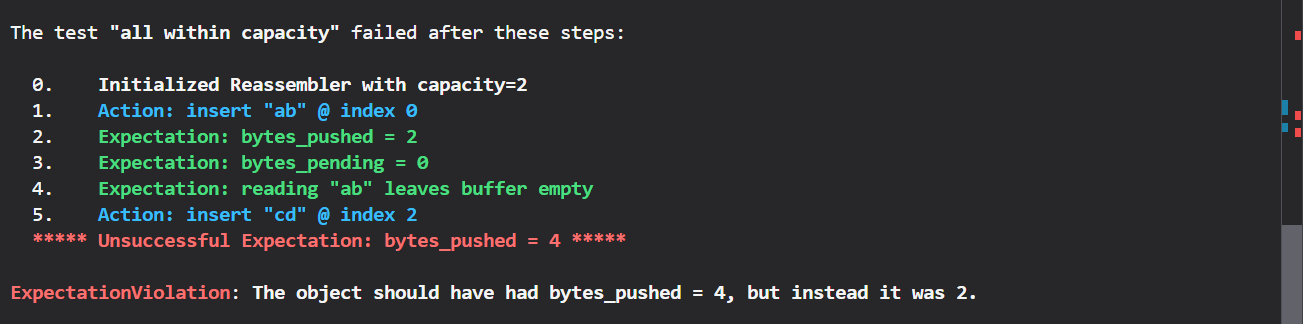 The test "all within capacity" failed after these steps:
0. Initialized Reassembler with capacity=2
1. Action: insert "ab" @ index 0
2. Expectation: bytes_pushed = 2
3. Expectation: bytes_pending = 0
4. Expectation: reading "ab" leaves buffer empty
5. Action: insert "cd" @ index 2
***** Unsuccessful Expectation: bytes_pushed = 4 *****
ExpectationViolation: The object should have had bytes_pushed = 4, but instead it was 2.